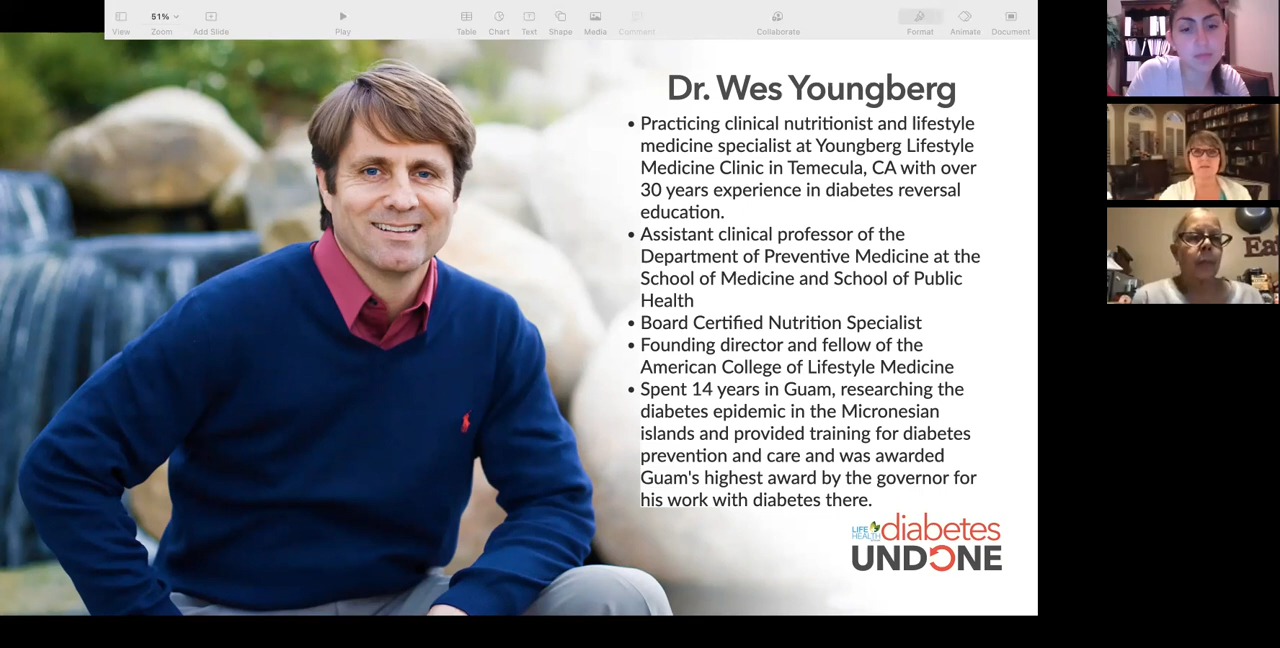 51%
View
Zoom
Add Slide
Play
Table
Chart
Text
Shape
Media
Comment
Collaborate
Format
Animate
Document
Dr. Wes Youngberg
• Practicing clinical nutritionist and lifestyle
medicine specialist at Youngberg Lifestyle
Medicine Clinic in Temecula, CA with over
30 years experience in diabetes reversal
education.
• Assistant clinical professor of the
Department of Preventive Medicine at the
School of Medicine and School of Public
Health
• Board Certified Nutrition Specialist
• Founding director and fellow of the
American College of Lifestyle Medicine
• Spent 14 years in Guam, researching the
diabetes epidemic in the Micronesian
islands and provided training for diabetes
prevention and care and was awarded
Guam's highest award by the governor for
his work with diabetes there.
LIFE
HEALTH
diabetes
UNDONE